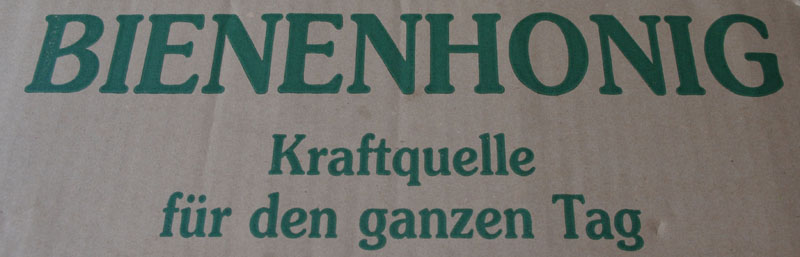 BIENENHONIG
Kraftquelle
für den ganzen Tag